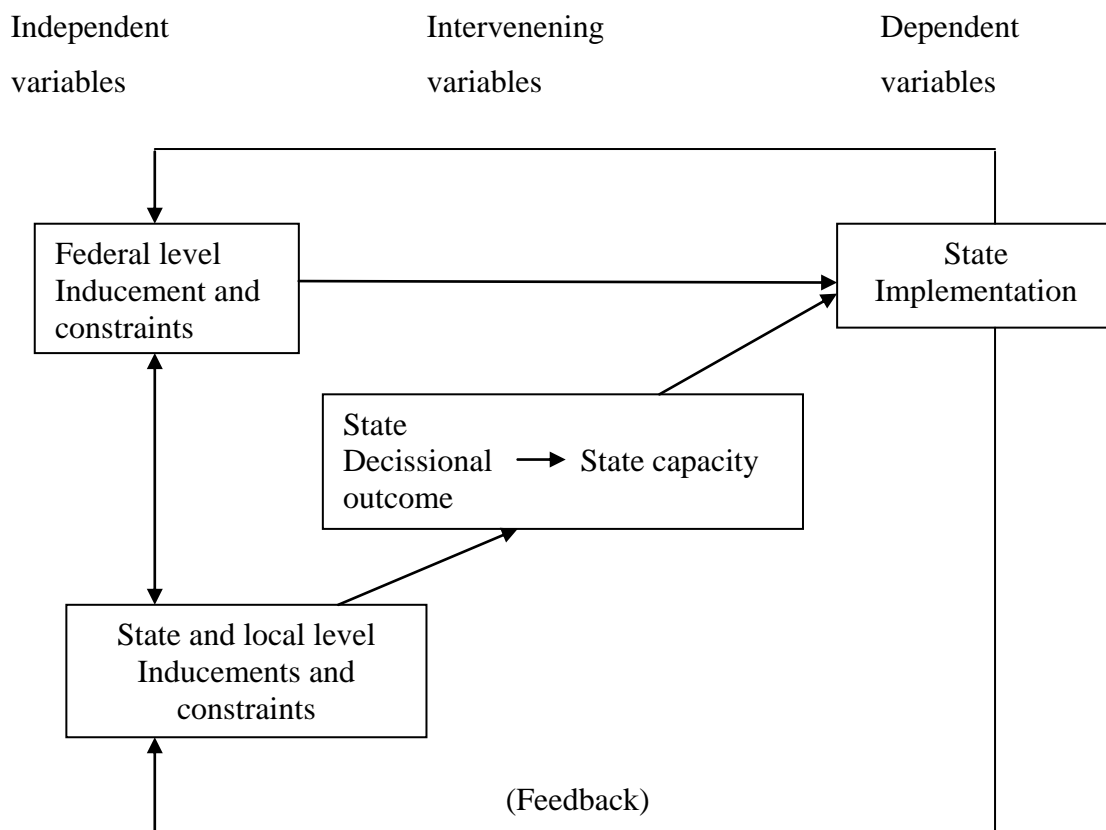 Independent
variables
Intervenening
variables
Dependent
variables
Federal level
Inducement and
constraints
State
Implementation
State
Decissional
outcome
State capacity
State and local level
Inducements and
constraints
(Feedback)